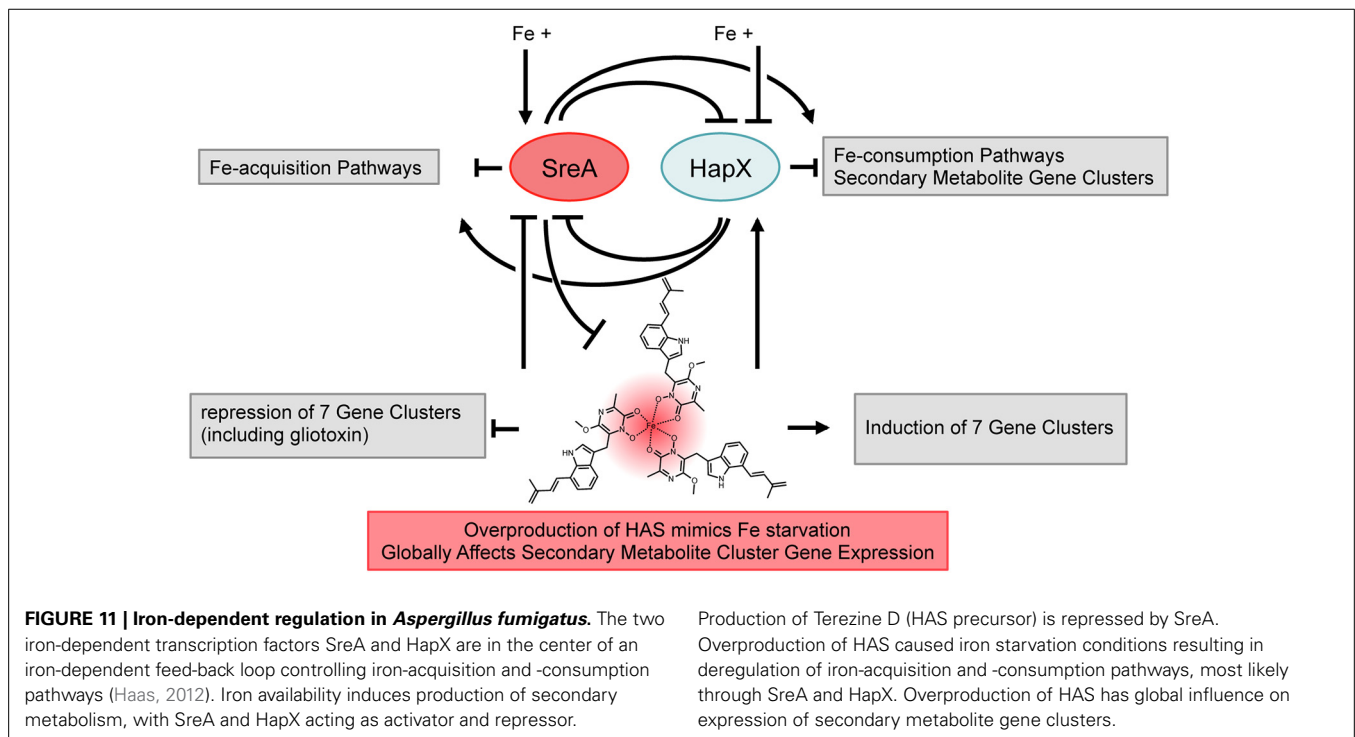 Fe +
Fe +
Fe-acquisition Pathways
SreA
HapX
Fe-consumption Pathways
Secondary Metabolite Gene Clusters
repression of 7 Gene Clusters
(including gliotoxin)
NH
O
O
N
N
O
N
O
O
N
O
Fe
O
N
O
HN
O
N
O
N
H
Induction of 7 Gene Clusters
Overproduction of HAS mimics Fe starvation
Globally Affects Secondary Metabolite Cluster Gene Expression
FIGURE 11 | Iron-dependent regulation in Aspergillus fumigatus. The two
iron-dependent transcription factors SreA and HapX are in the center of an
iron-dependent feed-back loop controlling iron-acquisition and -consumption
pathways (Haas, 2012). Iron availability induces production of secondary
metabolism, with SreA and HapX acting as activator and repressor.
Production of Terezine D (HAS precursor) is repressed by SreA.
Overproduction of HAS caused iron starvation conditions resulting in
deregulation of iron-acquisition and -consumption pathways, most likely
through SreA and HapX. Overproduction of HAS has global influence on
expression of secondary metabolite gene clusters.